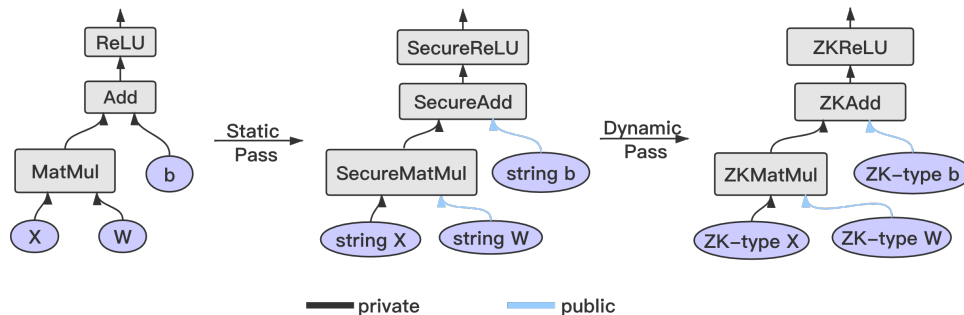 ReLU
Add
MatMul
b
X
W
Static
Pass
SecureReLU
SecureAdd
SecureMatMul
string b
string X
string W
Dynamic
Pass
ZKReLU
ZKAdd
ZKMatMul
ZK-type b
ZK-type X
ZK-type W
private
public